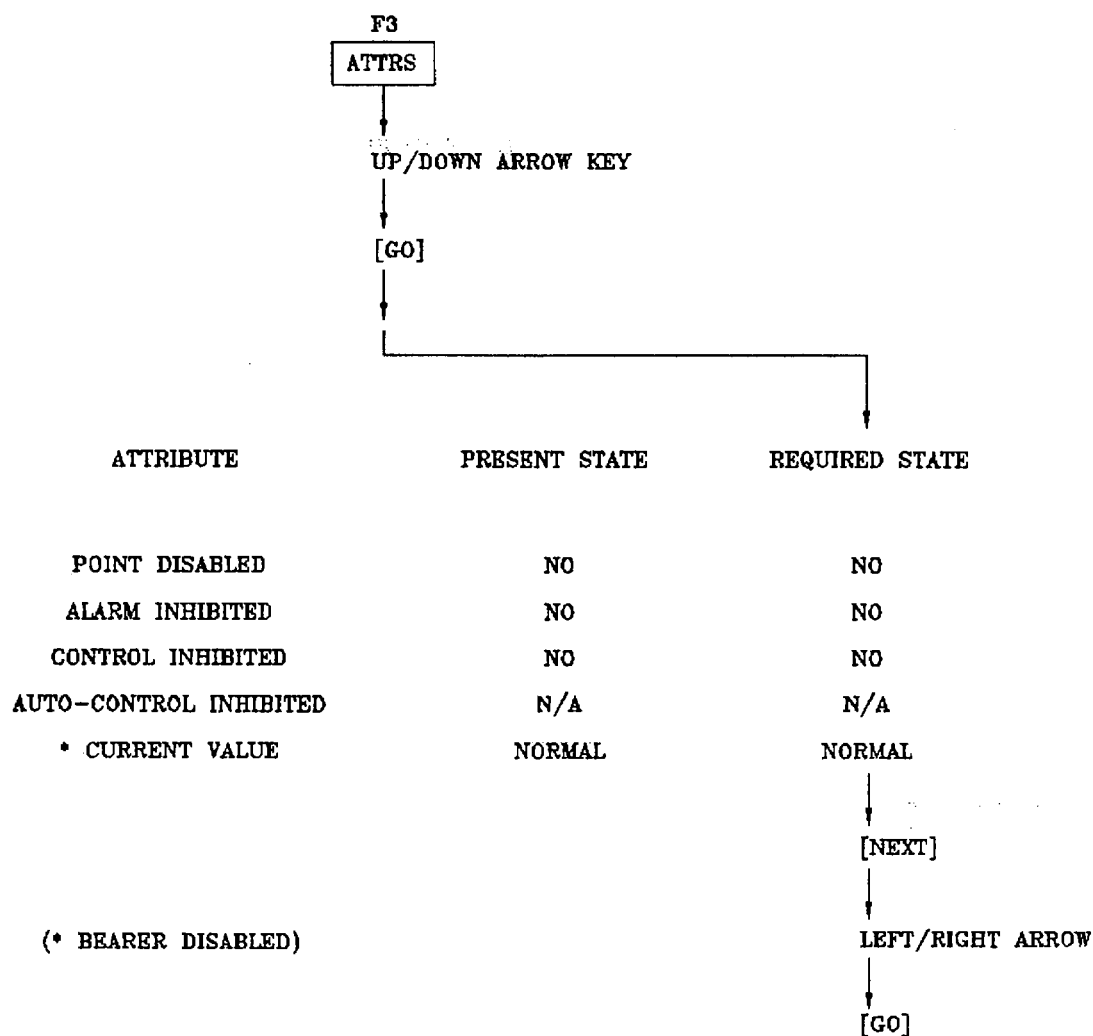 F3
ATTRS
UP/DOWN ARROW KEY
[GO]
ATTRIBUTE PRESENT STATE REQUIRED STATE
POINT DISABLED NO NO
ALARM INHIBITED NO NO
CONTROL INHIBITED NO NO
AUTO-CONTROL INHIBITED N/A N/A
* CURRENT VALUE NORMAL NORMAL
[NEXT]
(* BEARER DISABLED) LEFT/RIGHT ARROW
[GO]